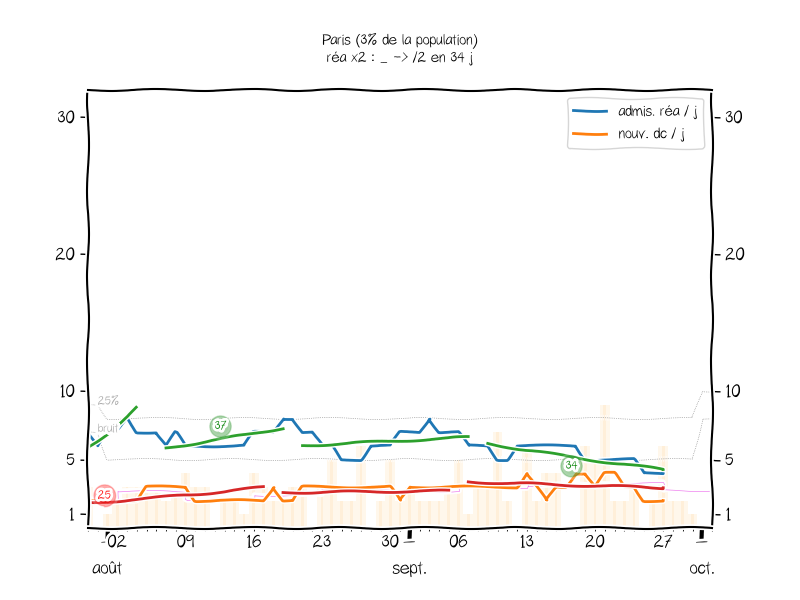 Paris (3% de la population)
réa x2 : _ -> /2 en 34 j
admis. réa / j
nouv. dc / j
30 30
20 20
10 10
25%
bruit
37
5 5
34
25
1 1
02 09 16 23 30 06 13 20 27
août sept. oct.